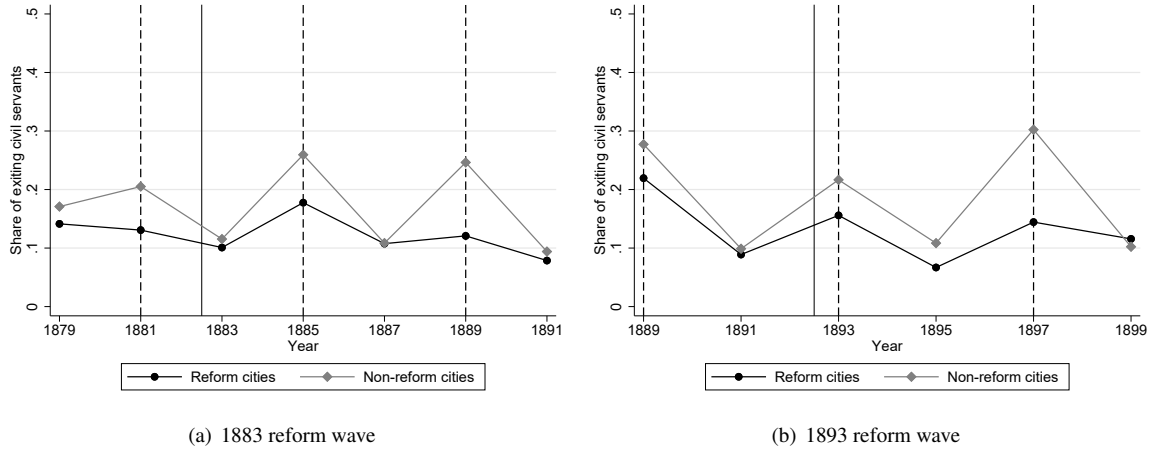 Share of exiting civil servants
.5
.4
.3
.2
.1
0
1879 1881 1883 1885 1887 1889 1891
Year
Reform cities Non-reform cities
(a) 1883 reform wave
Share of exiting civil servants
.5
.4
.3
.2
.1
0
1889 1891 1893 1895 1897 1899
Year
Reform cities Non-reform cities
(b) 1893 reform wave